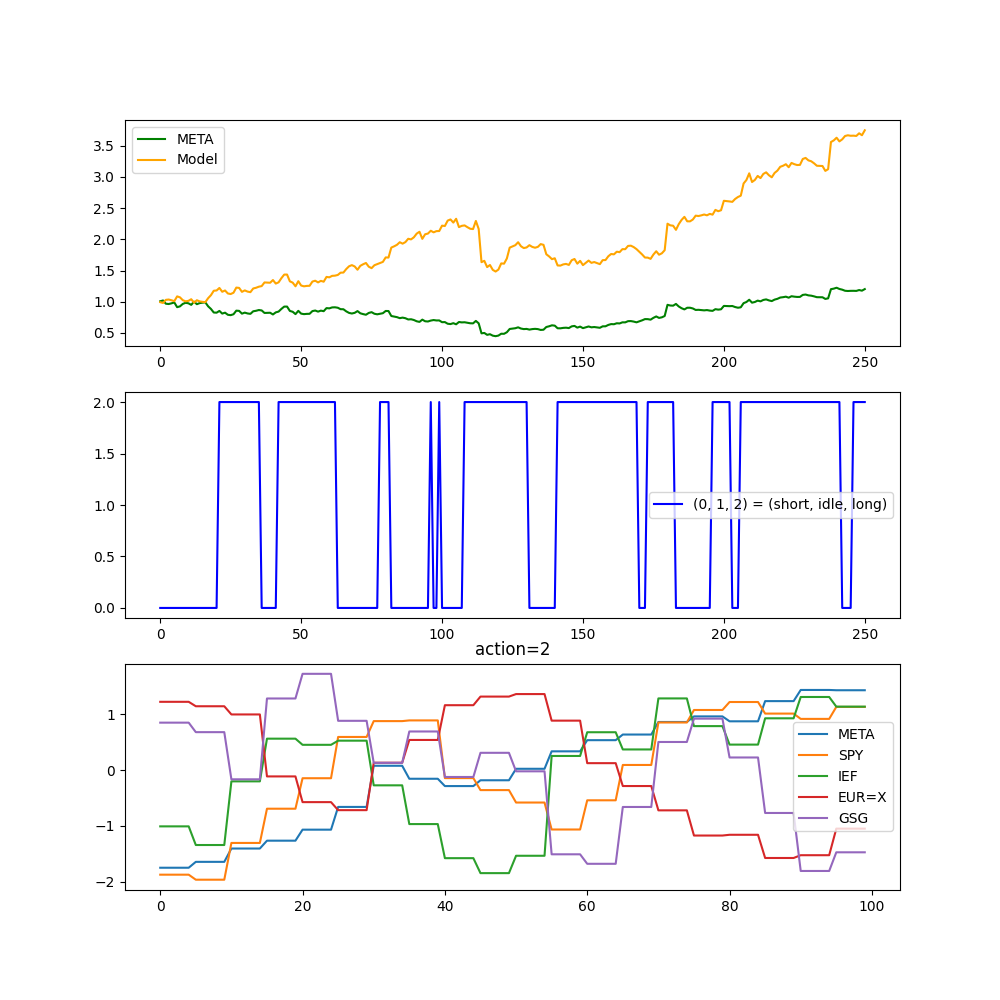 3.5
3.0
2.5
2.0
1.5
1.0
0.5
META
Model
0 50 100 150 200 250
2.0
1.5
1.0
0.5
0.0
(0, 1, 2) = (short, idle, long)
0 50 100 150 200 250
action=2
1
0
−1
−2
META
SPY
IEF
EUR=X
GSG
0 20 40 60 80 100